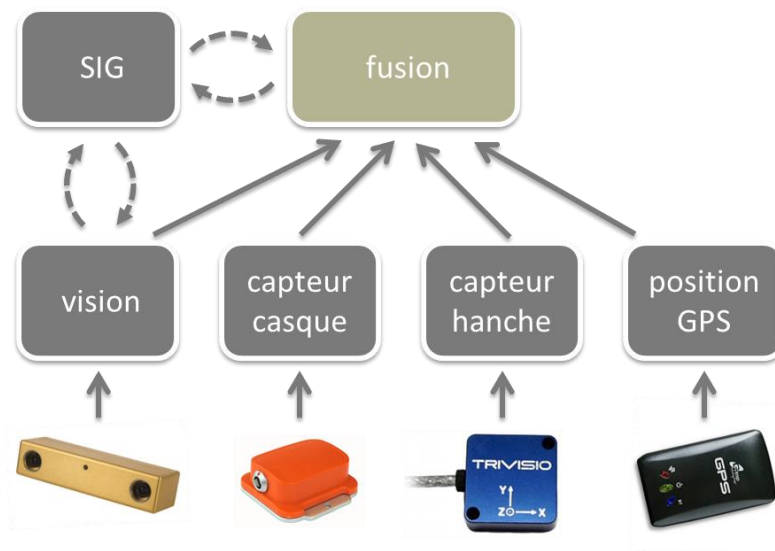 SIG
fusion
vision
capteur
casque
capteur
hanche
position
GPS
TRIVISIO
Y
Z
X
GPS